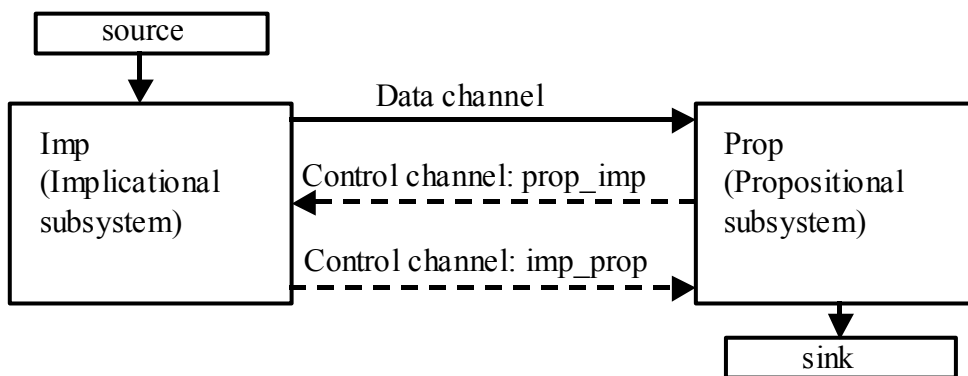 source
Data channel
Imp
(Implicational
subsystem)
Control channel: prop_imp
Control channel: imp_prop
Prop
(Propositional
subsystem)
sink